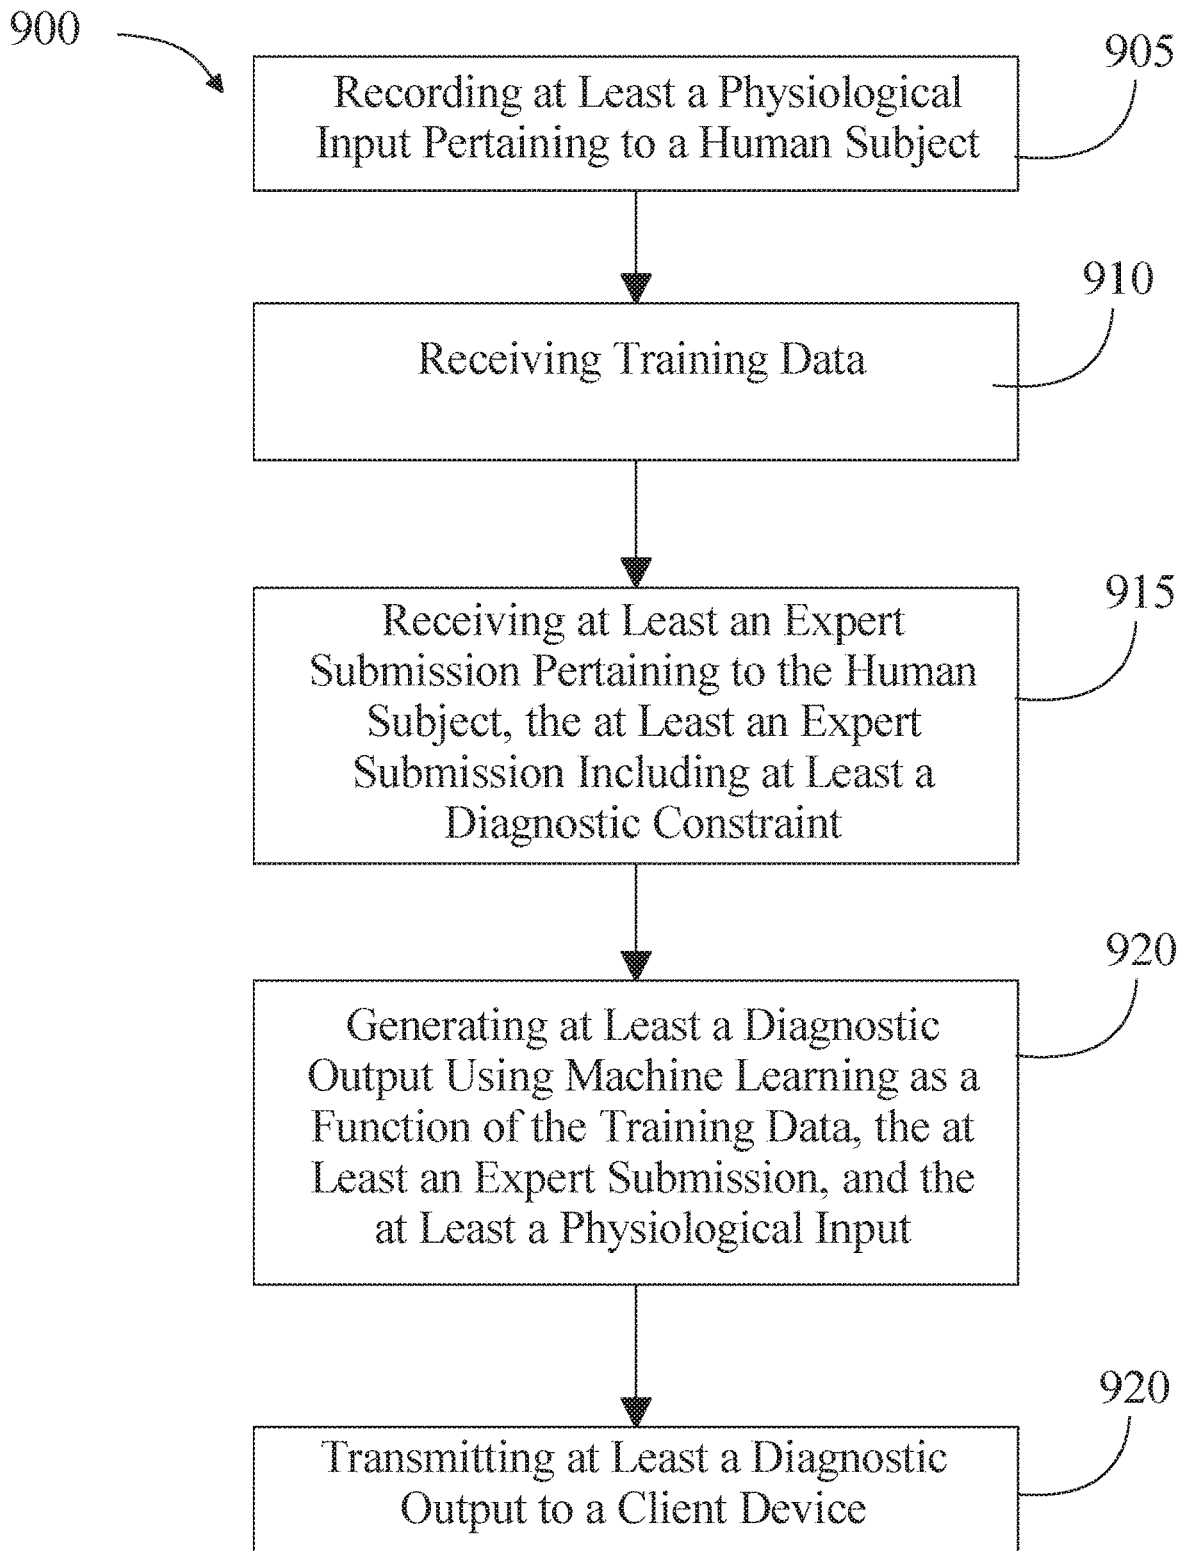 900
905
Recording at Least a Physiological
Input Pertaining to a Human Subject
910
Receiving Training Data
915
Receiving at Least an Expert
Submission Pertaining to the Human
Subject, the at Least an Expert
Submission Including at Least a
Diagnostic Constraint
920
Generating at Least a Diagnostic
Output Using Machine Learning as a
Function of the Training Data, the at
Least an Expert Submission, and the
at Least a Physiological Input
920
Transmitting at Least a Diagnostic
Output to a Client Device